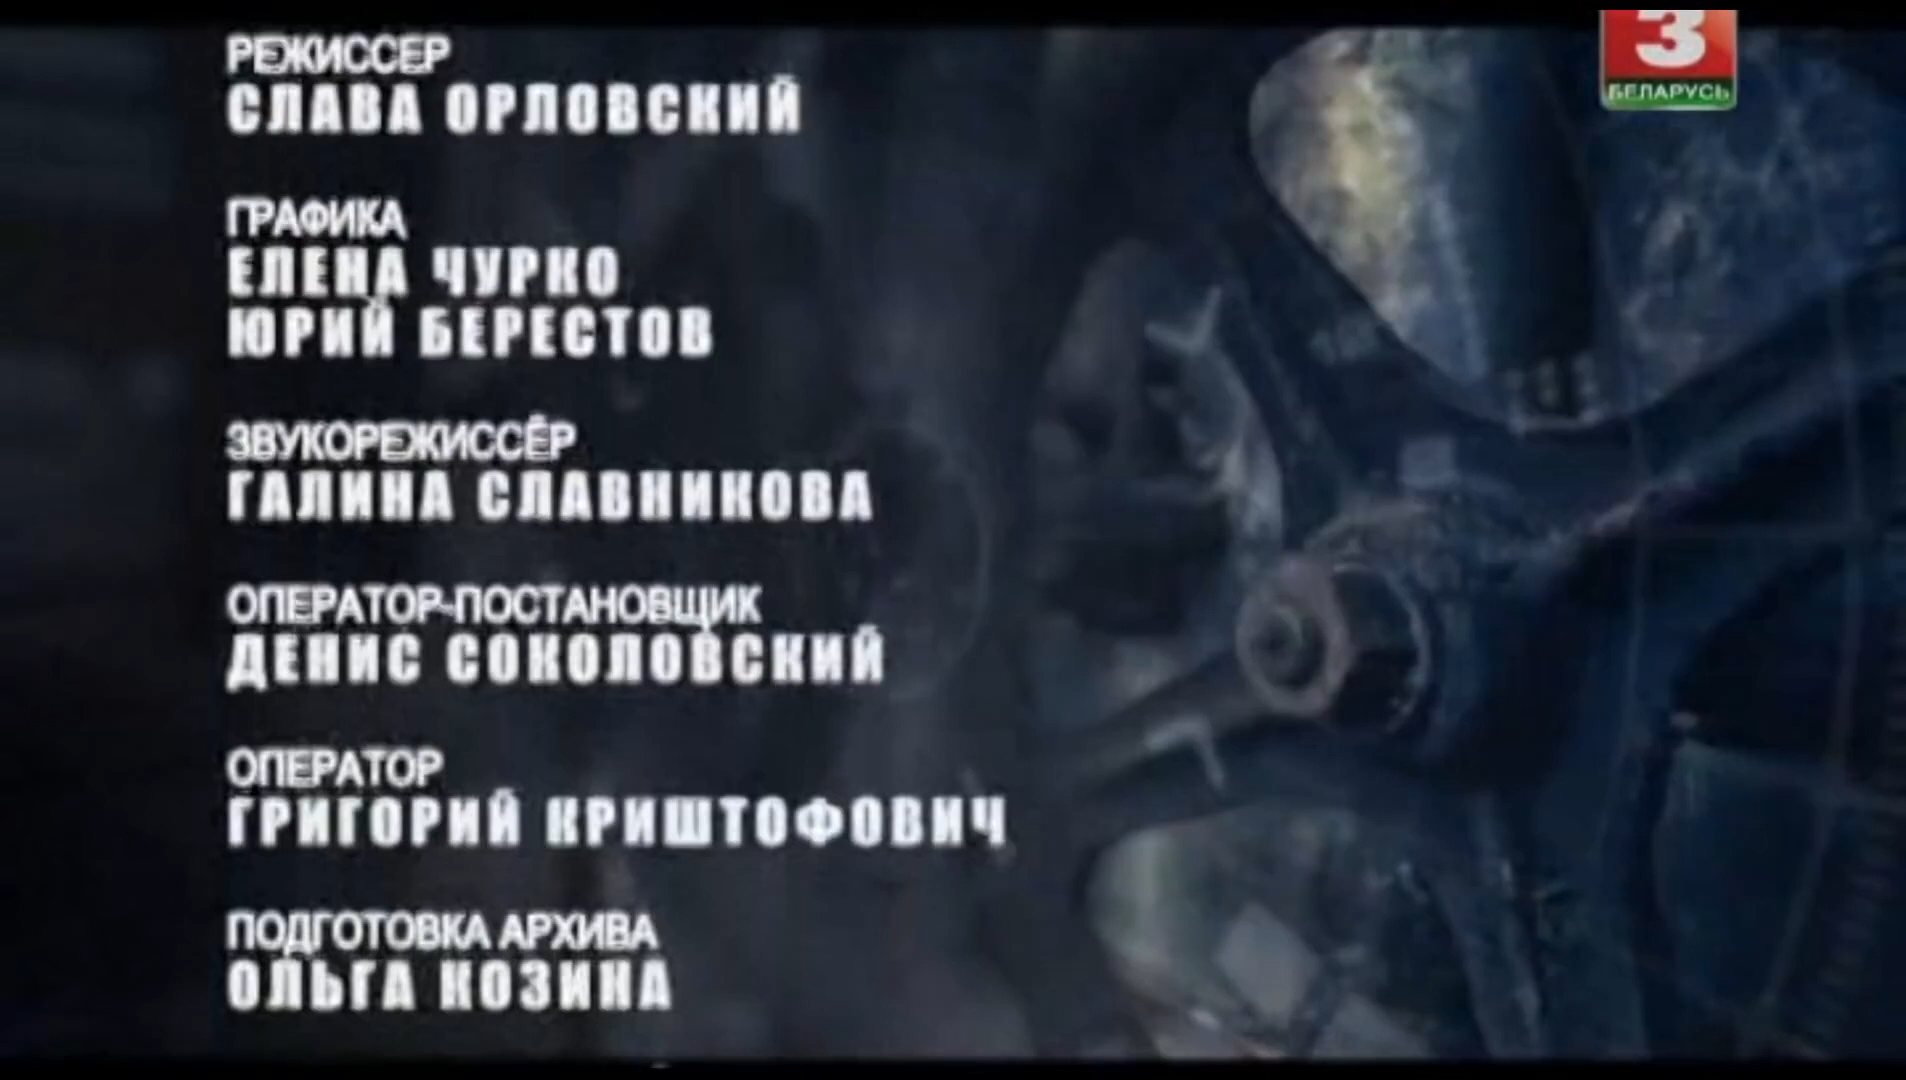 3
БЕЛАРУСЬ
РЕЖИССЕР
СЛАВА ОРЛОВСКИЙ
ГРАФИКА
ЕЛЕНА ЧУРКО
ЮРИЙ БЕРЕСТОВ
ЗВУКОРЕЖИССЁР
ГАЛИНА СЛАВНИКОВА
ОПЕРАТОР-ПОСТАНОВЩИК
ДЕНИС СОКОЛОВСКИЙ
ОПЕРАТОР
ГРИГОРИЙ КРИШТОФОВИЧ
ПОДГОТОВКА АРХИВА
ОЛЬГА КОЗИНА